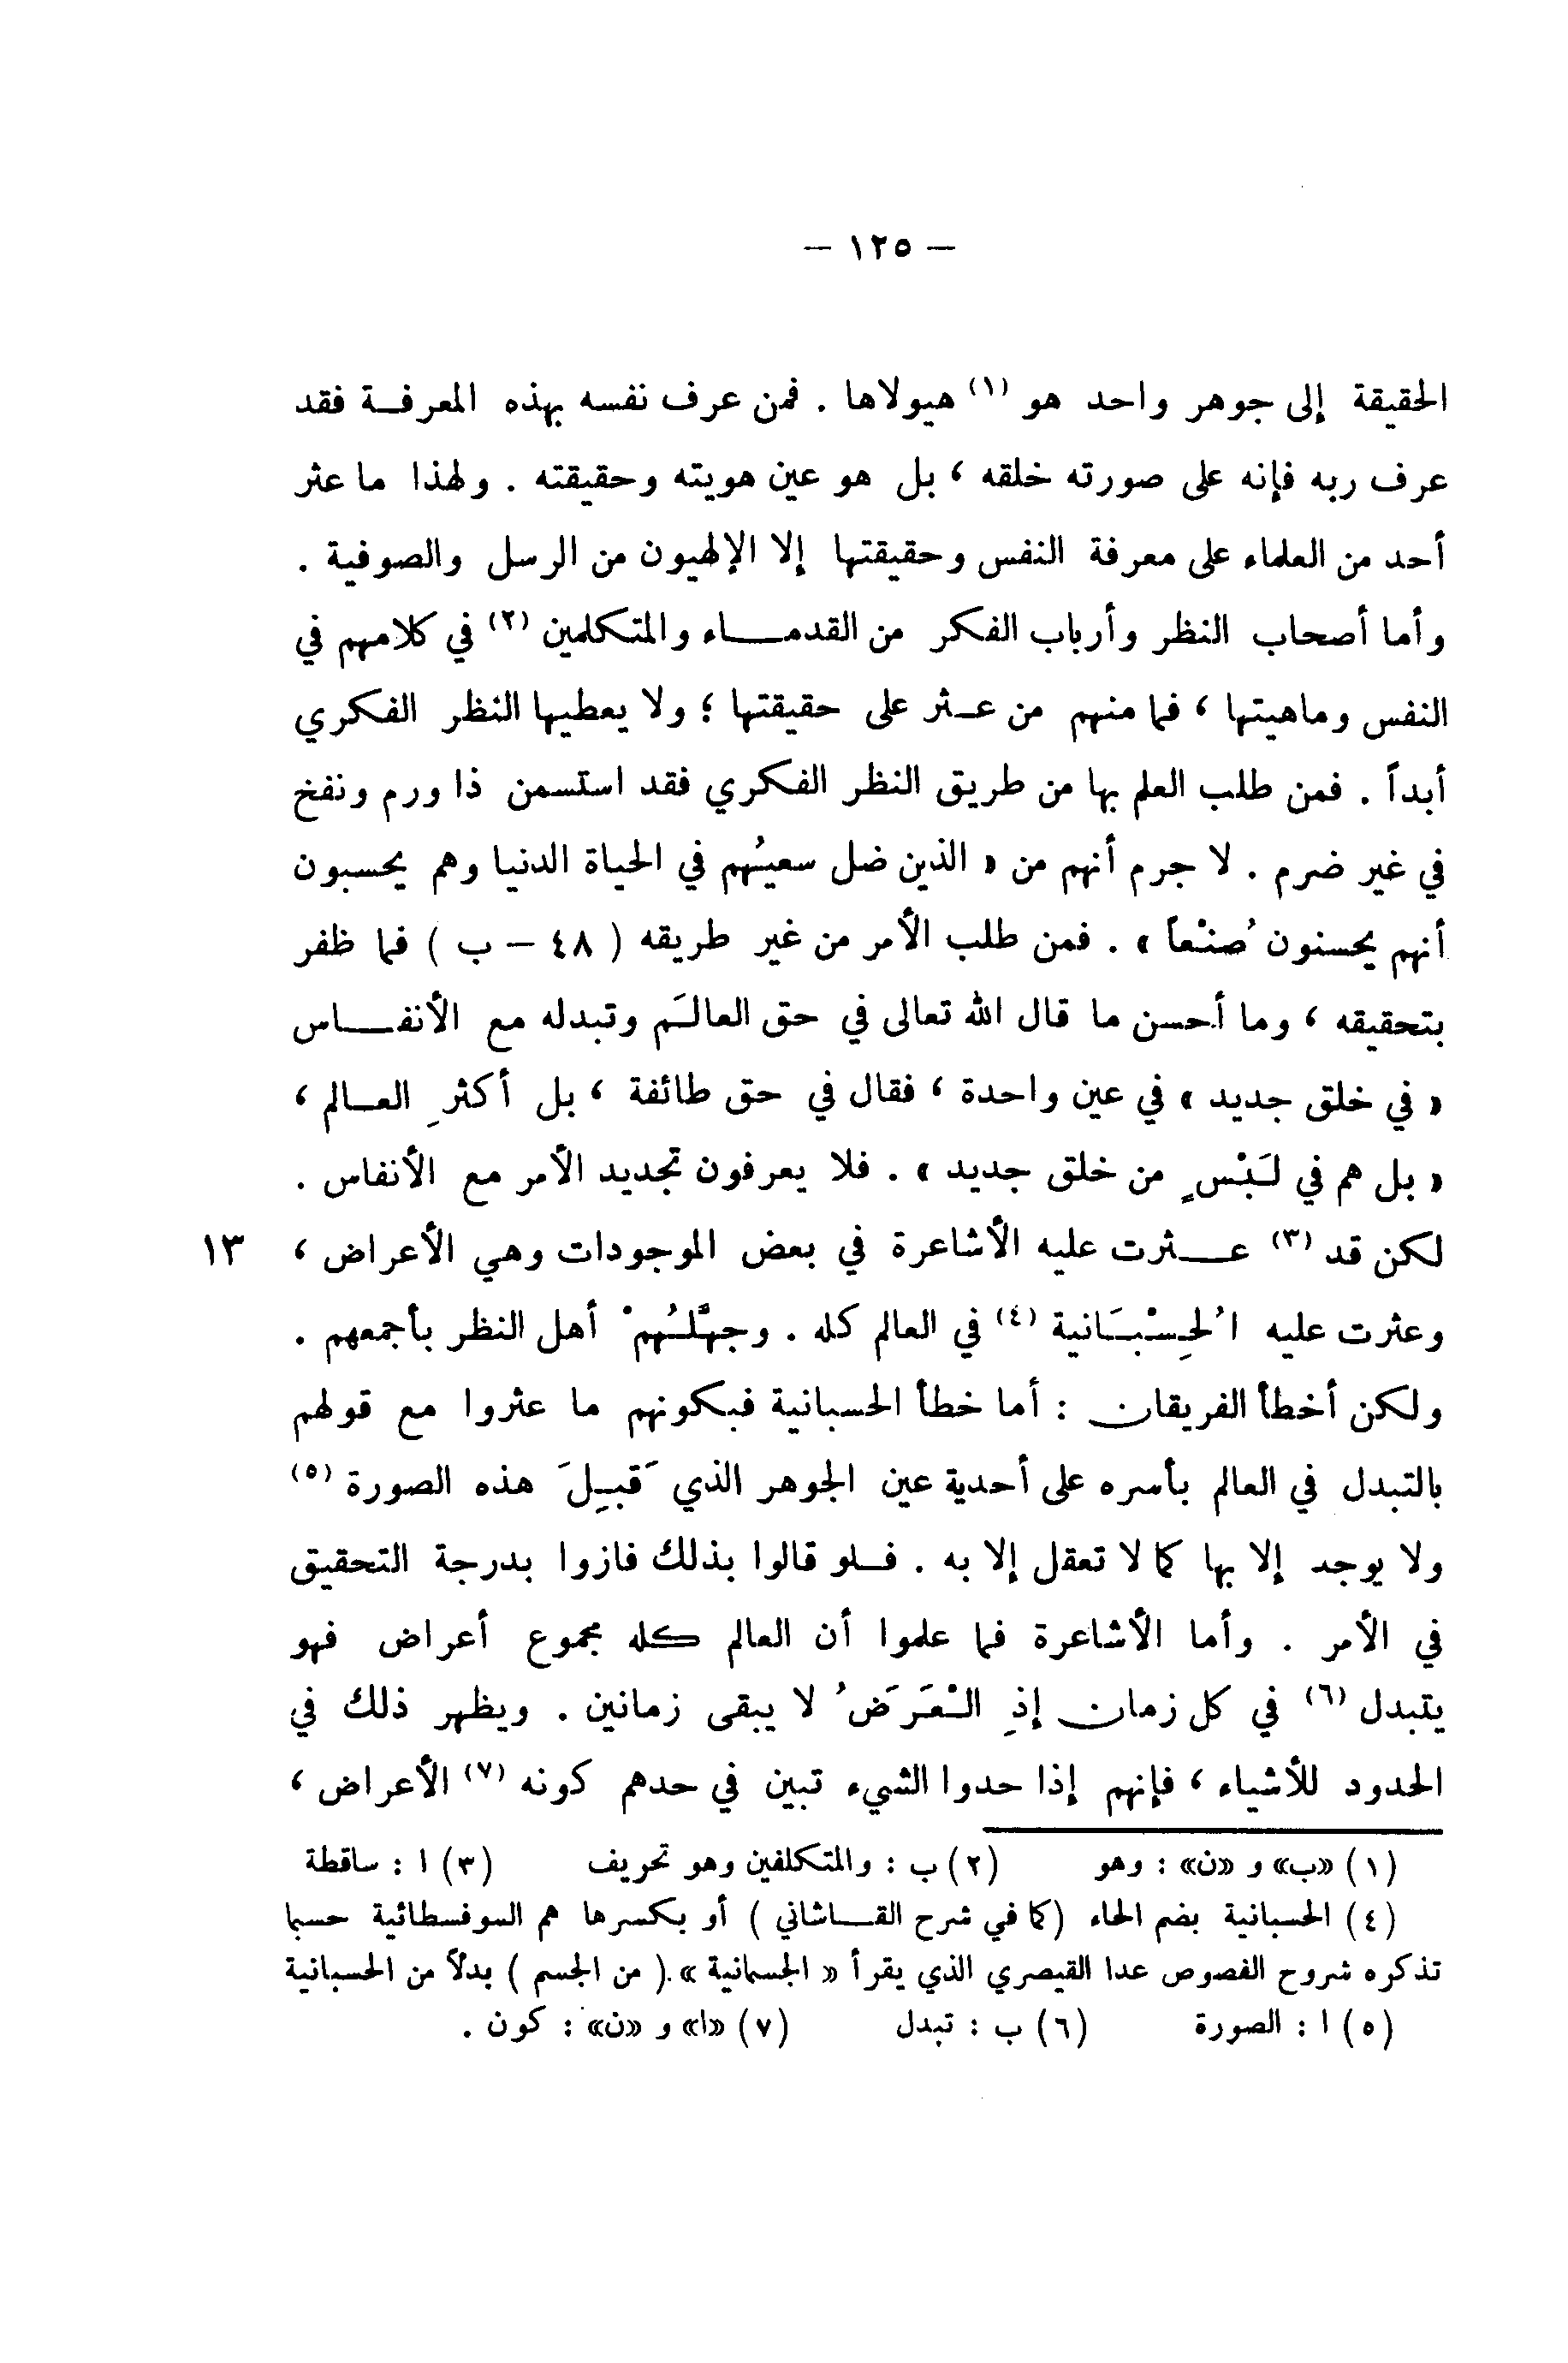 — ١٢٥ —
الحقيقة إلى جوهر واحد هو (١) هيولاها . فمن عرف نفسه بهذه المعرفـة فقد
عرف ربه فإنه على صورته خلقه ، بل هو عين هويته وحقيقته . ولهذا ما عثر
أحد من العلماء على معرفة النفس وحقيقتها إلا الإلهيون من الرسل والصوفية .
وأما أصحاب النظر وأرباب الفكر من القدمـــاء والمتكلمين (٢) في كلامهم في
النفس وماهيتها ، فما منهم من عـثر على حقيقتها ؛ ولا يعطيها النظر الفكري
أبداً . فمن طلب العلم بها من طريق النظر الفكري فقد استسمن ذا ورم ونفخ
في غير ضرم . لا جرم أنهم من « الذين ضل سعيُهم في الحياة الدنيا وهم يحسبون
أنهم يحسنون صُنْعاً » . فمن طلب الأمر من غير طريقه ( ٤٨ — ب ) فما ظفر
بتحقيقه ، وما أحسن ما قال الله تعالى في حق العالَم وتبدله مع الأنفـــاس
« في خلق جديد » في عين واحدة ، فقال في حق طائفة ، بل أكثرِ العـالم ،
« بل هم في لَبْسٍ من خلق جديد » . فلا يعرفون تجديد الأمر مع الأنفاس .
لكن قد (٣) عـــثرت عليه الأشاعرة في بعض الموجودات وهي الأعراض ، ١٣
وعثرت عليه الحُِسْبَانية (٤) في العالم كله . وجهَّلَهُمْ أهل النظر بأجمعهم .
ولكن أخطأ الفريقان : أما خطأ الحسبانية فبكونهم ما عثروا مع قولهم
بالتبدل في العالم بأسره على أحدية عين الجوهر الذي قَبِلَ هذه الصورة (٥)
ولا يوجد إلا بها كما لا تعقل إلا به . فـلو قالوا بذلك فازوا بدرجة التحقيق
في الأمر . وأما الأشاعرة فما علموا أن العالم كله مجموع أعراض فهو
يتبدل (٦) في كل زمان إذِ الْعَرَضُ لا يبقى زمانين . ويظهر ذلك في
الحدود للأشياء ، فإنهم إذا حدوا الشيء تبين في حدهم كونه (٧) الأعراض ،
(١) «ب» و «ن» : وهو (٢) ب : والمتكلفين وهو تحريف (٣) ا : ساقطة
(٤) الحسبانية بضم الحاء (كما في شرح القـــاشاني ) أو بكسرها هم السوفسطائية حسبما
تذكره شروح الفصوص عدا القيصري الذي يقرأ « الجسمانية » ( من الجسم ) بدلاً من الحسبانية
(٥) ا : الصورة (٦) ب : تبدل (٧) «ا» و «ن» : كون .